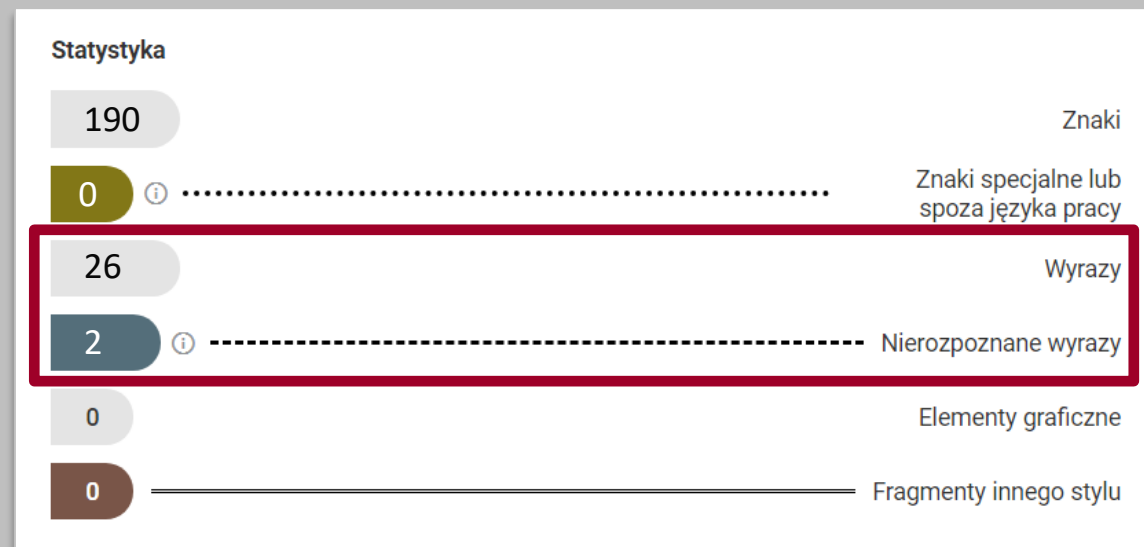 Statystyka
190 Znaki
0 Znaki specjalne lub
spoza języka pracy
26 Wyrazy
2 Nierozpoznane wyrazy
0 Elementy graficzne
0 Fragmenty innego stylu